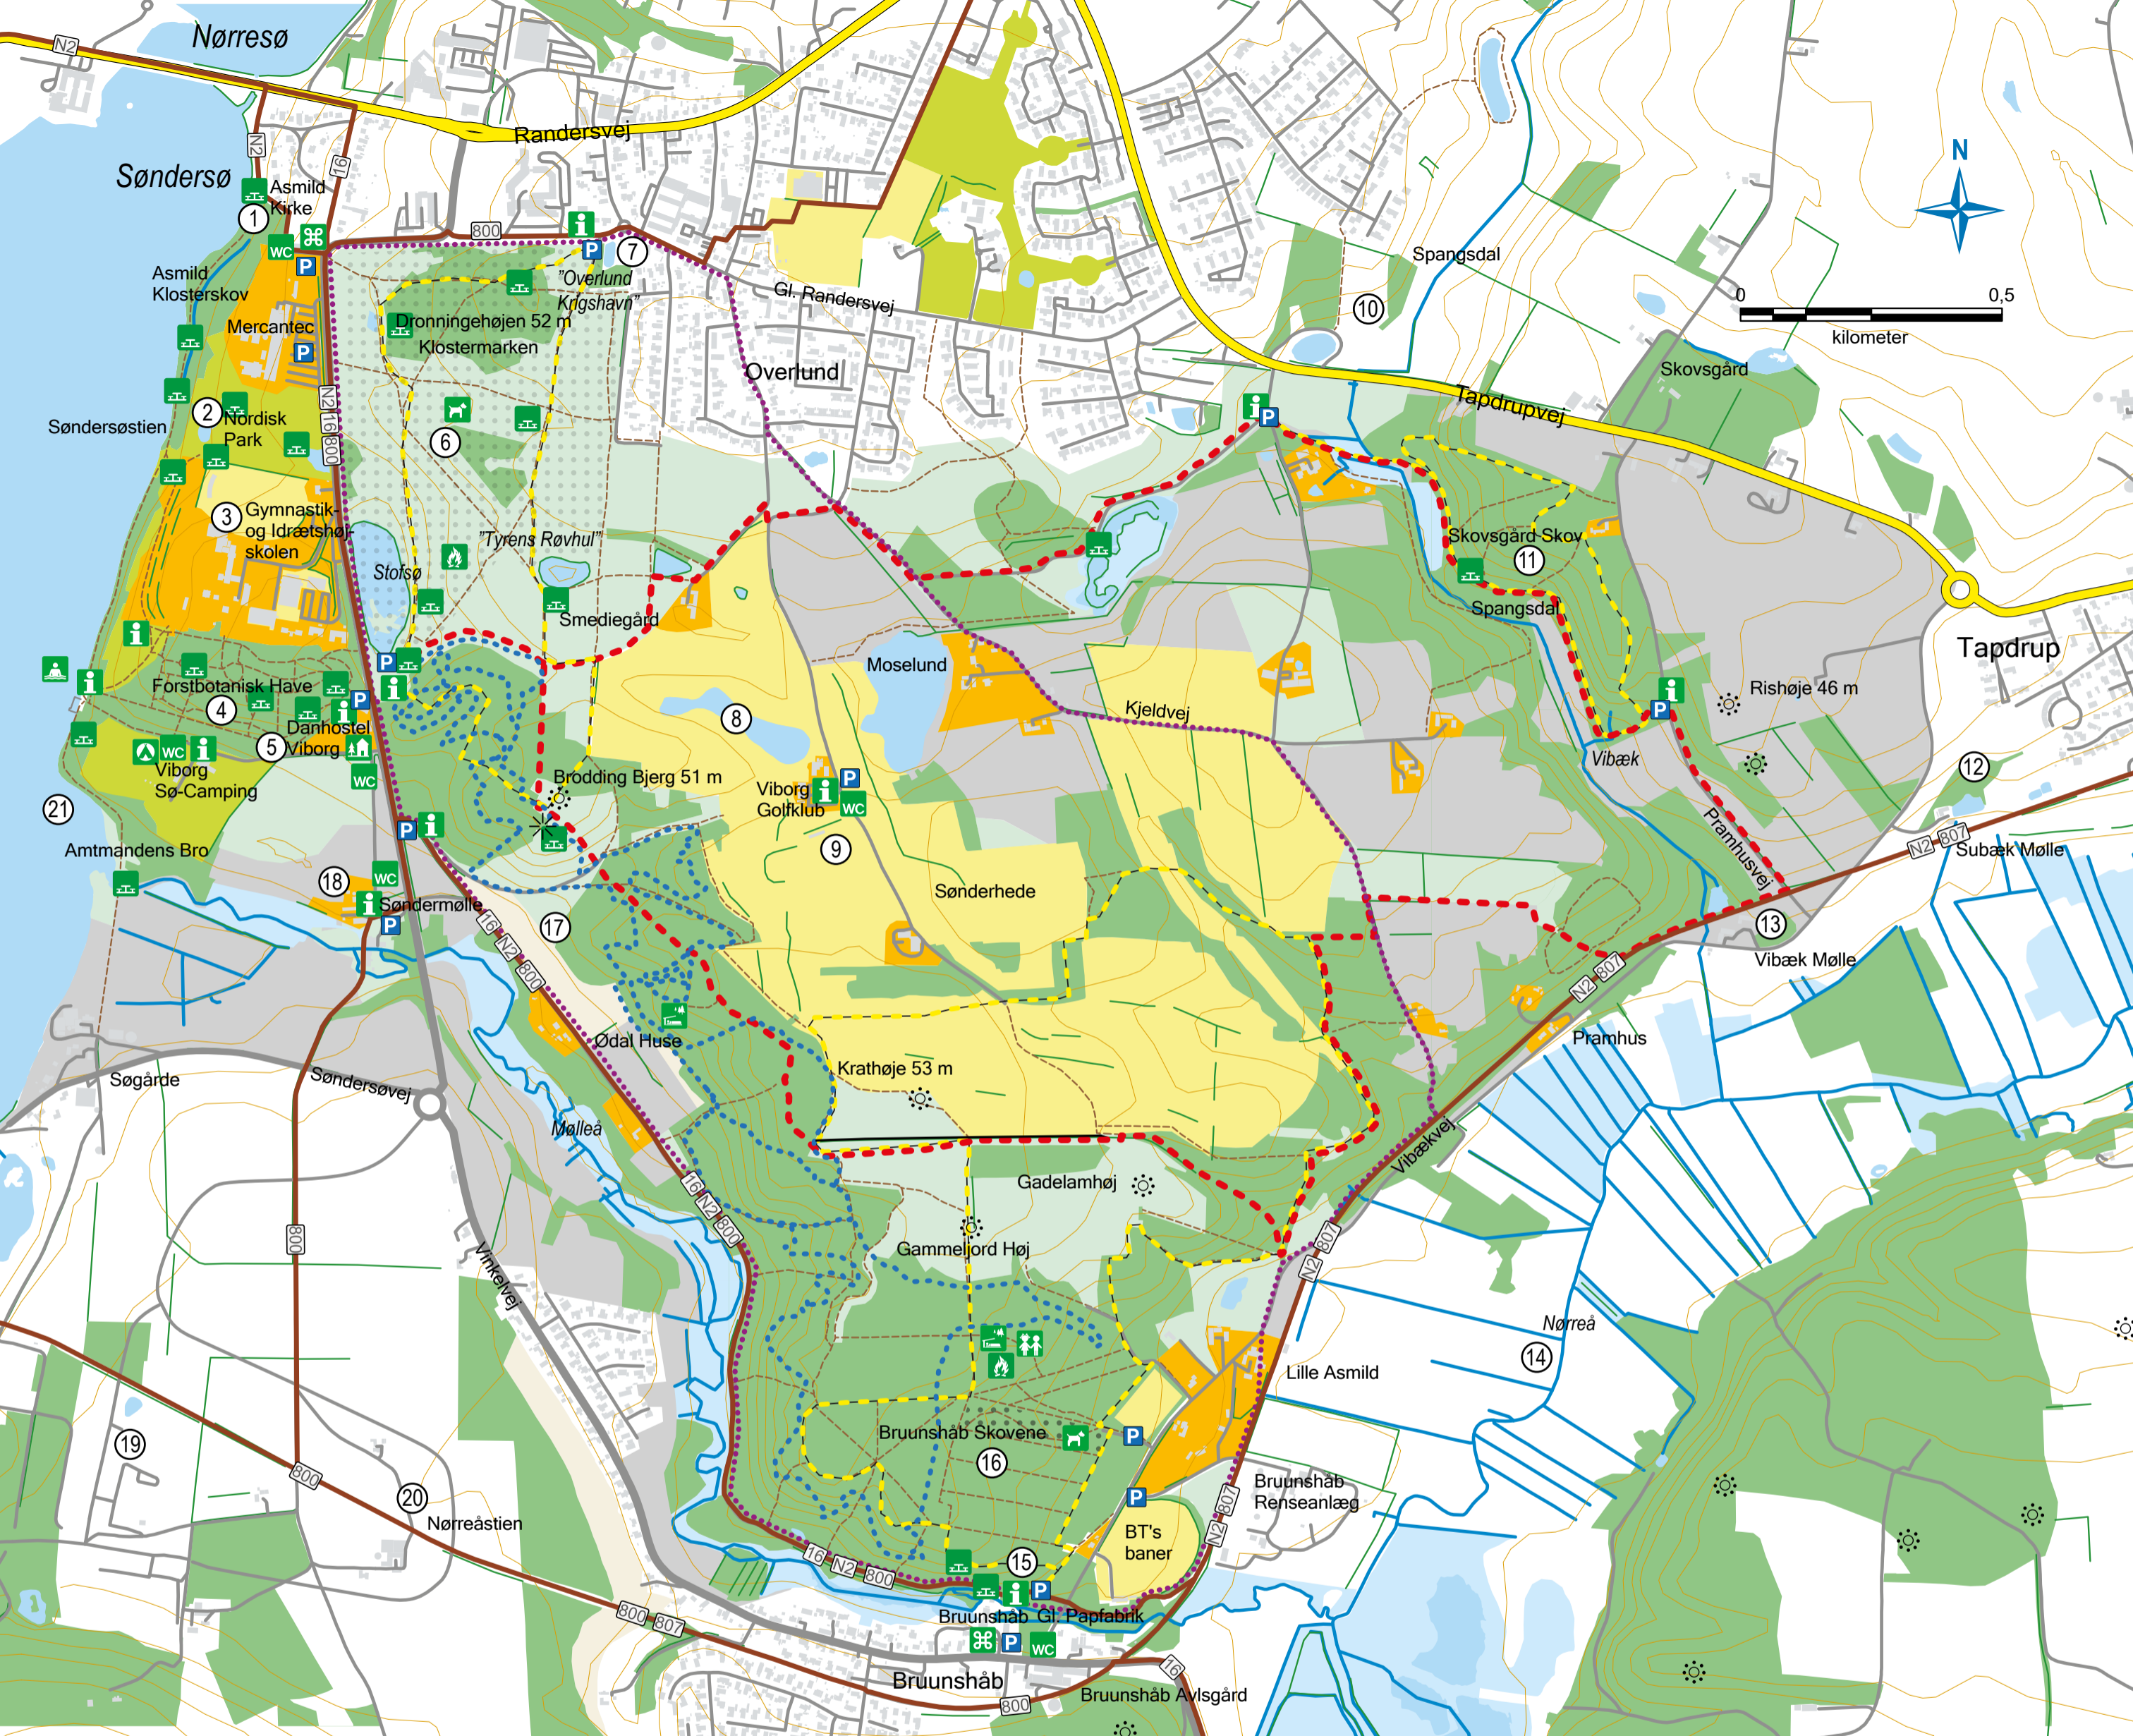 Nørresø
N2
Randersvej
N2
16
Søndersø
Asmild
Kirke
1
WC
P
800
i
P
7
"Overlund
Krigshavn"
Gl. Randersvej
Spangsdal
10
N
0
0,5
kilometer
Asmild
Klosterskov
Mercantec
P
Dronningehøjen 52 m
Klostermarken
Overlund
Skovsgård
Tapdrupvej
i
P
2
Nordisk
Park
N2
16
800
6
Søndersøstien
3
Gymnastik-
og Idrætshøj-
skolen
"Tyrens Røvhul"
Stofsø
Skovsgård Skov
11
Spangsdal
Smediegård
Tapdrup
i
i
P
i
Moselund
Forstbotanisk Have
4
P
i
Danhostel
Viborg
5
WC
i
Viborg
Sø-Camping
WC
8
Kjeldvej
i
P
Rishøje 46 m
Vibæk
12
Brodding Bjerg 51 m
Viborg
Golfklub
i
P
WC
9
21
Amtmandens Bro
P
i
Pramhusvej
N2
807
Subæk Mølle
18
WC
i
Søndermølle
P
16
N2
800
17
Sønderhede
13
Vibæk Mølle
N2
807
Pramhus
Ødal Huse
Søgårde
Søndersøvej
Krathøje 53 m
Mølleå
Vibækvej
16
N2
800
Gadelamhøj
Gammeljord Høj
N2
807
800
Vinkelvej
Nørreå
14
Lille Asmild
Bruunshåb Skovene
16
P
19
800
20
Nørreåstien
P
BT's
baner
N2
807
Bruunshåb
Renseanlæg
16
N2
800
15
i
P
Bruunshåb Gl. Papfabrik
P
WC
800
807
Bruunshåb
800
16
Bruunshåb Avlsgård